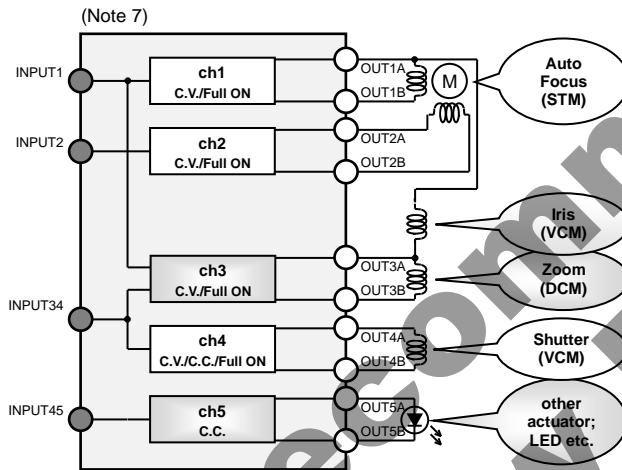 (Note 7)
INPUT1
ch1
C.V./Full ON
OUT1A
OUT1B
M
Auto
Focus
(STM)
INPUT2
ch2
C.V./Full ON
OUT2A
OUT2B
Iris
(VCM)
ch3
C.V./Full ON
OUT3A
OUT3B
Zoom
(DCM)
INPUT34
ch4
C.V./C.C./Full ON
OUT4A
OUT4B
Shutter
(VCM)
INPUT45
ch5
C.C.
OUT5A
OUT5B
other
actuator;
LED etc.